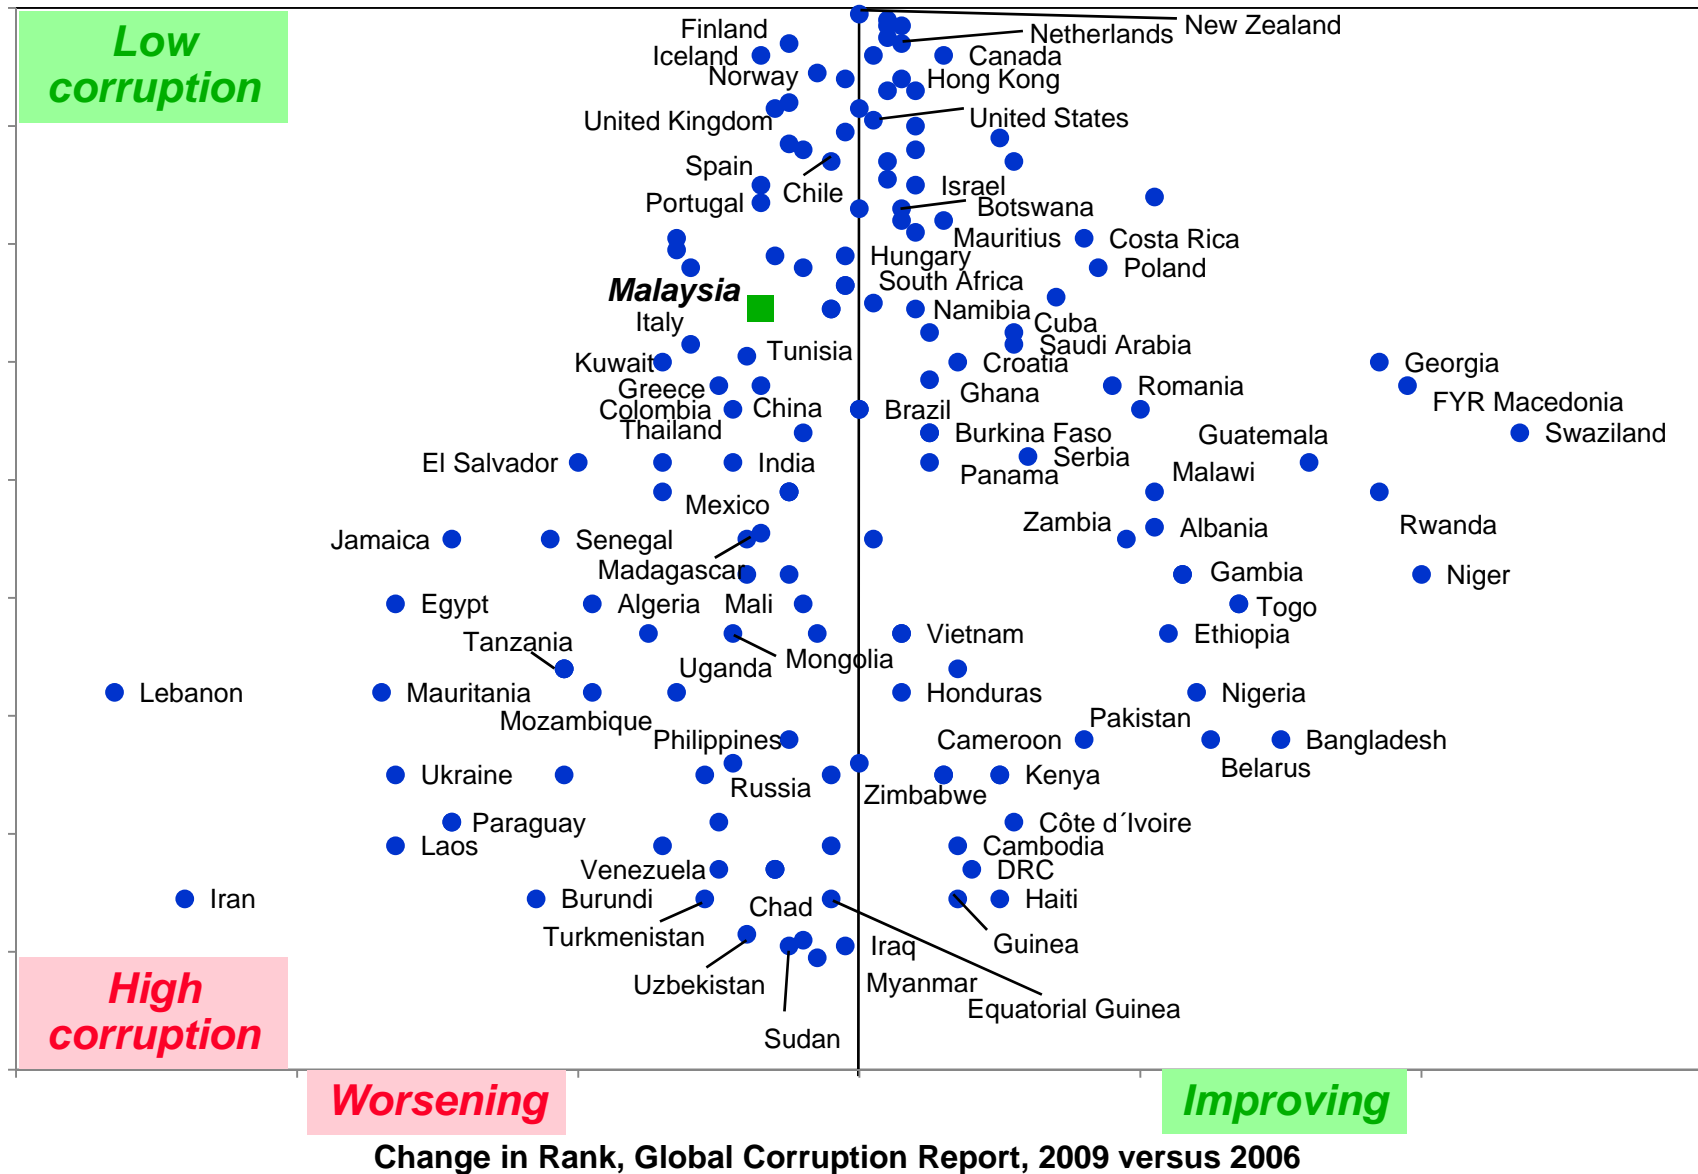 Low
corruption
Finland
New Zealand
Netherlands
Iceland
Canada
Norway
Hong Kong
United Kingdom
United States
Spain
Chile
Israel
Portugal
Botswana
Mauritius
Costa Rica
Hungary
Poland
South Africa
Malaysia
Namibia
Italy
Cuba
Tunisia
Saudi Arabia
Kuwait
Croatia
Georgia
Greece
Ghana
Romania
Colombia
China
Brazil
FYR Macedonia
Thailand
Burkina Faso
Guatemala
Swaziland
El Salvador
India
Serbia
Panama
Malawi
Mexico
Zambia
Albania
Rwanda
Jamaica
Senegal
Madagascar
Gambia
Niger
Egypt
Algeria
Mali
Togo
Tanzania
Vietnam
Ethiopia
Uganda
Mongolia
Lebanon
Mauritania
Honduras
Nigeria
Mozambique
Pakistan
Philippines
Cameroon
Bangladesh
Belarus
Ukraine
Russia
Kenya
Zimbabwe
Paraguay
Côte d´Ivoire
Laos
Cambodia
Venezuela
DRC
Iran
Burundi
Chad
Haiti
Turkmenistan
Guinea
Iraq
Uzbekistan
Myanmar
Equatorial Guinea
Sudan
High
corruption
Worsening
Improving
Change in Rank, Global Corruption Report, 2009 versus 2006